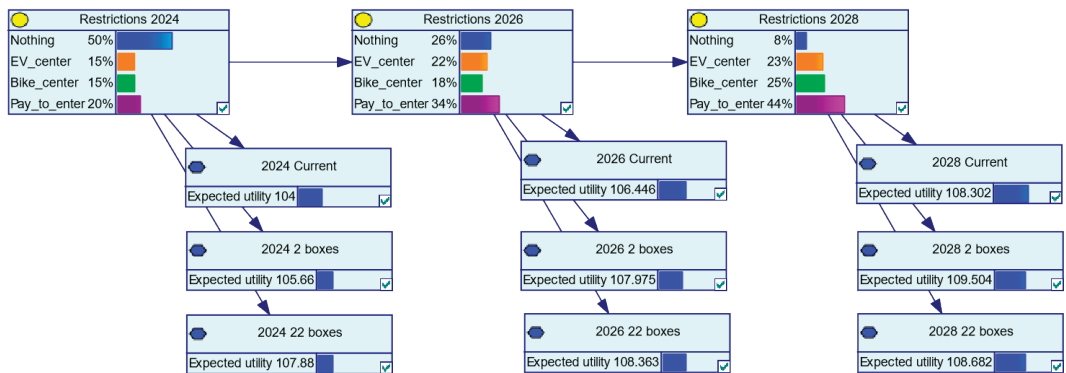 Restrictions 2024
Nothing 50%
EV_center 15%
Bike_center 15%
Pay_to_enter 20%
Restrictions 2026
Nothing 26%
EV_center 22%
Bike_center 18%
Pay_to_enter 34%
Restrictions 2028
Nothing 8%
EV_center 23%
Bike_center 25%
Pay_to_enter 44%
2024 Current
Expected utility 104
2026 Current
Expected utility 106.446
2028 Current
Expected utility 108.302
2024 2 boxes
Expected utility 105.66
2026 2 boxes
Expected utility 107.975
2028 2 boxes
Expected utility 109.504
2024 22 boxes
Expected utility 107.88
2026 22 boxes
Expected utility 108.363
2028 22 boxes
Expected utility 108.682